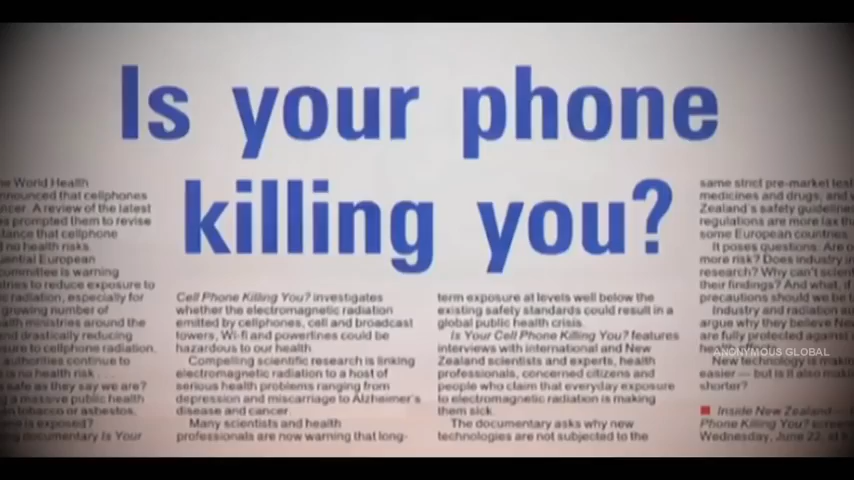 Is your phone
killing you?
World Health
that cellphones
A review of the latest
prompted them to revise
that cellphone
no health risks.
European
committee is warning
to reduce exposure to
radiation, especially for
growing number of
ministries around the
drastically reducing
to cellphone radiation.
authorities continue to
is no health risk ...
safe as they say we are?
a massive public health
tobacco or asbestos,
is exposed?
documentary Is Your
Cell Phone Killing You? investigates
whether the electromagnetic radiation
emitted by cellphones, cell and broadcast
towers, Wi-fi and powerlines could be
hazardous to our health.
Compelling scientific research is linking
electromagnetic radiation to a host of
serious health problems ranging from
depression and miscarriage to Alzheimer's
disease and cancer.
Many scientists and health
professionals are now warning that long-
term exposure at levels well below the
existing safety standards could result in a
global public health crisis.
Is Your Cell Phone Killing You? features
interviews with international and New
Zealand scientists and experts, health
professionals, concerned citizens and
people who claim that everyday exposure
to electromagnetic radiation is making
them sick.
The documentary asks why new
technologies are not subjected to the
same strict pre-market
medicines and drugs, and
Zealand's safety guidelines
regulations are more lax
some European countries
It poses questions. Are
more risk? Does industry
research? Why can't
their findings? And what, if
precautions should we be
Industry and radiation
argue why they believe New
are fully protected against
ANONYMOUS GLOBAL
New technology is making
easier — but is it also
shorter?
Inside New Zealand
Phone Killing You?
Wednesday, June 22, at